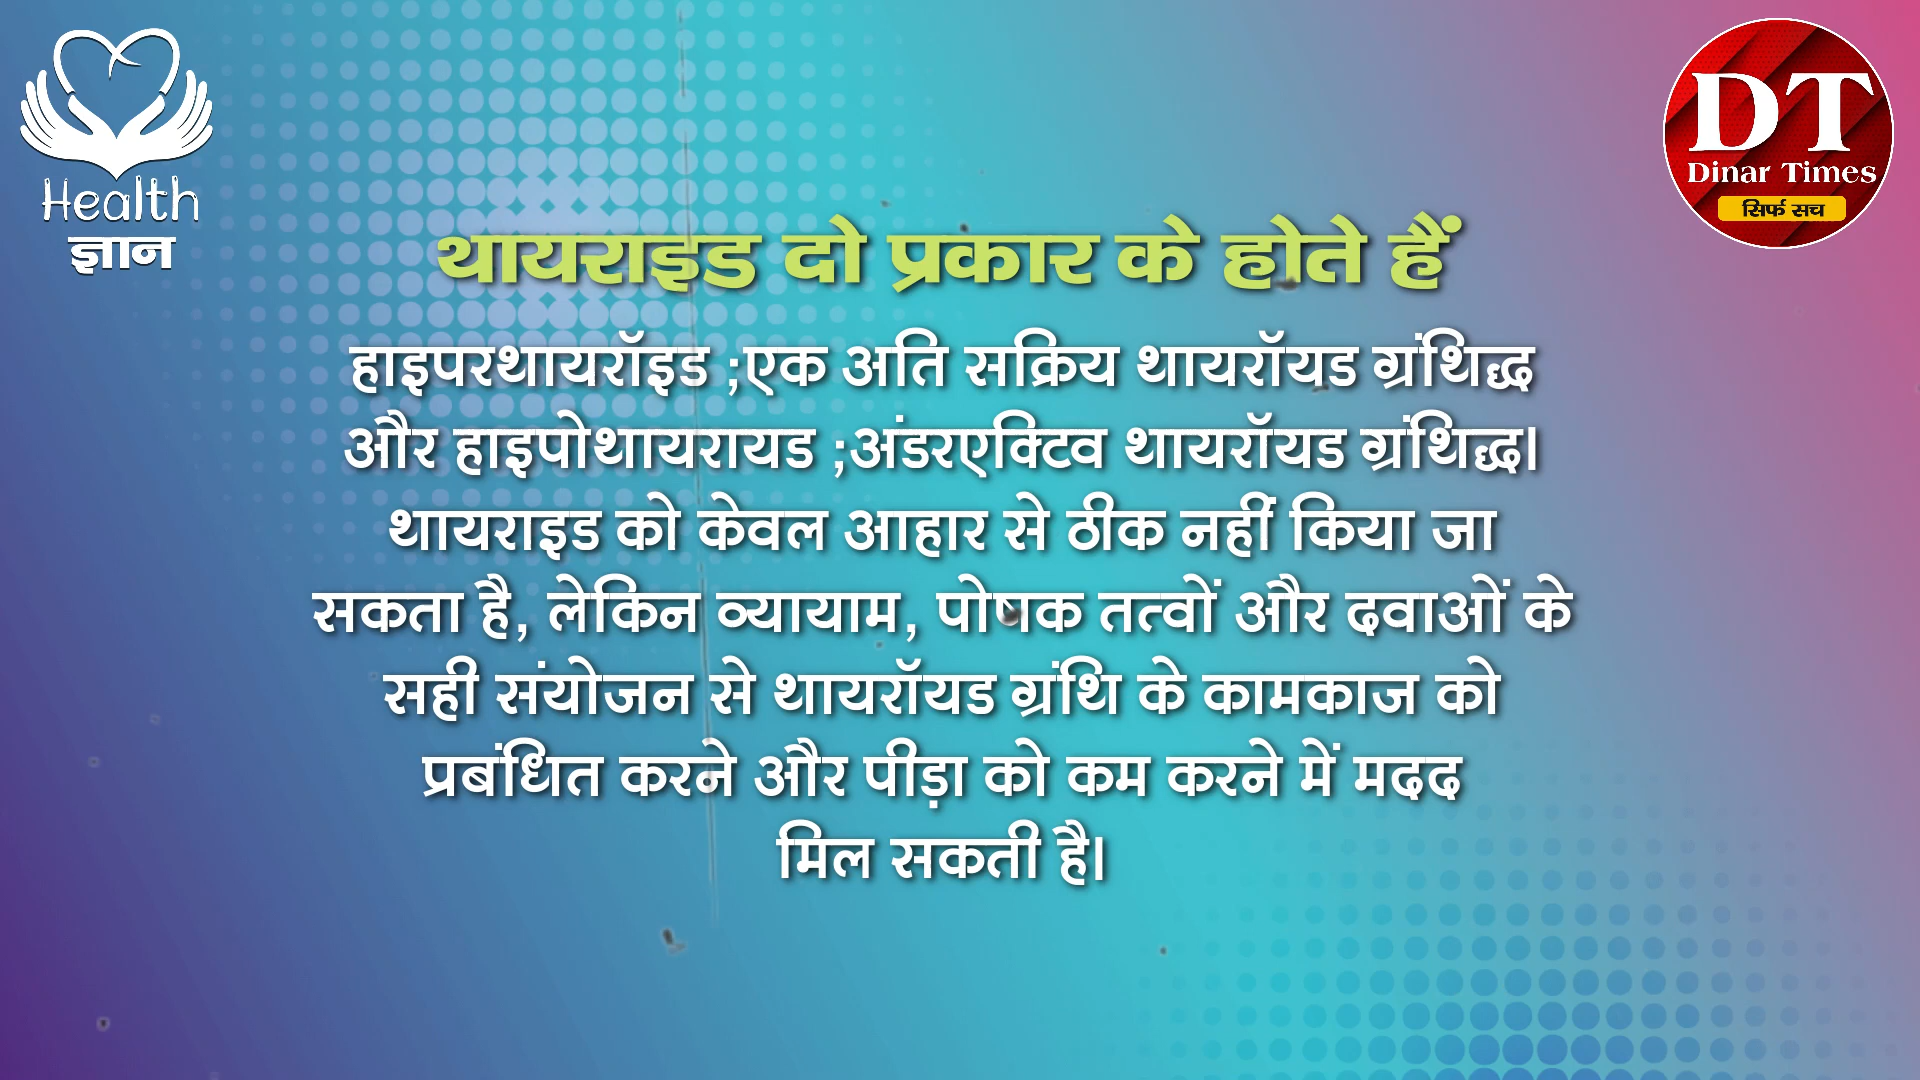 Health
ज्ञान
DT
Dinar Times
सिर्फ सच
थायराइड दो प्रकार के होते हैं
हाइपरथायरॉइड ;एक अति सक्रिय थायरॉयड ग्रंथिद्ध
और हाइपोथायरायड ;अंडरएक्टिव थायरॉयड ग्रंथिद्ध।
थायराइड को केवल आहार से ठीक नहीं किया जा
सकता है, लेकिन व्यायाम, पोषक तत्वों और दवाओं के
सही संयोजन से थायरॉयड ग्रंथि के कामकाज को
प्रबंधित करने और पीड़ा को कम करने में मदद
मिल सकती है।